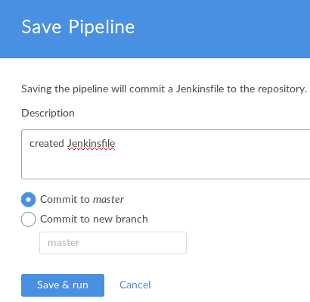 Save Pipeline
Saving the pipeline will commit a Jenkinsfile to the repository.
Description
created Jenkinsfile
Commit to master
Commit to new branch
master
Save & run Cancel